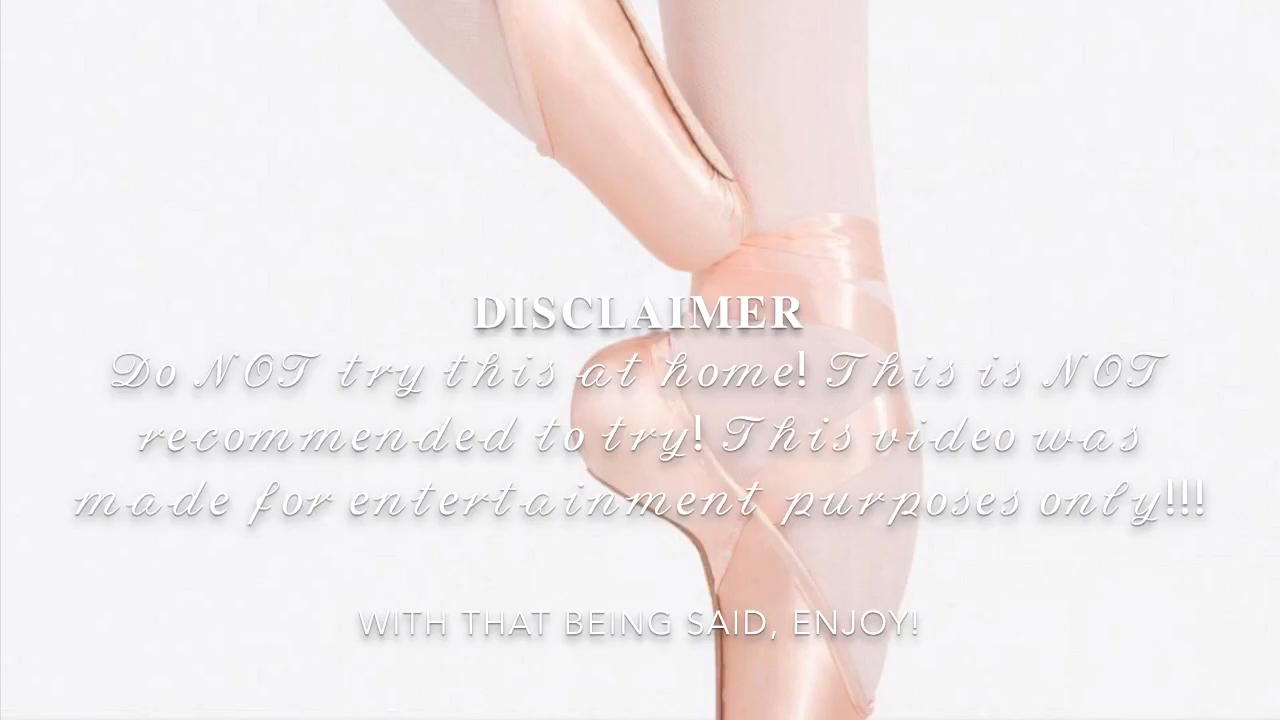 DISCLAIMER
Do NOT try this at home! This is NOT
recommended to try! This video was
made for entertainment purposes only!!!
WITH THAT BEING SAID, ENJOY!